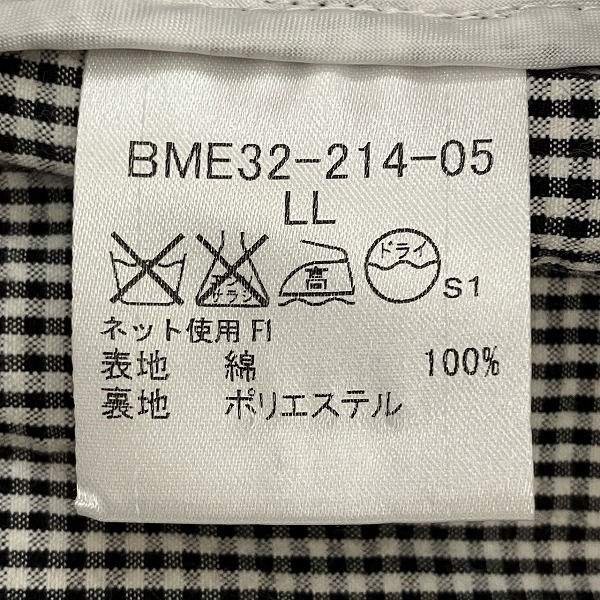 BME32-214-05
LL
エンソ
サラシ
高
ドライ
S1
ネット使用 FI
表地 綿 100%
裏地 ポリエステル